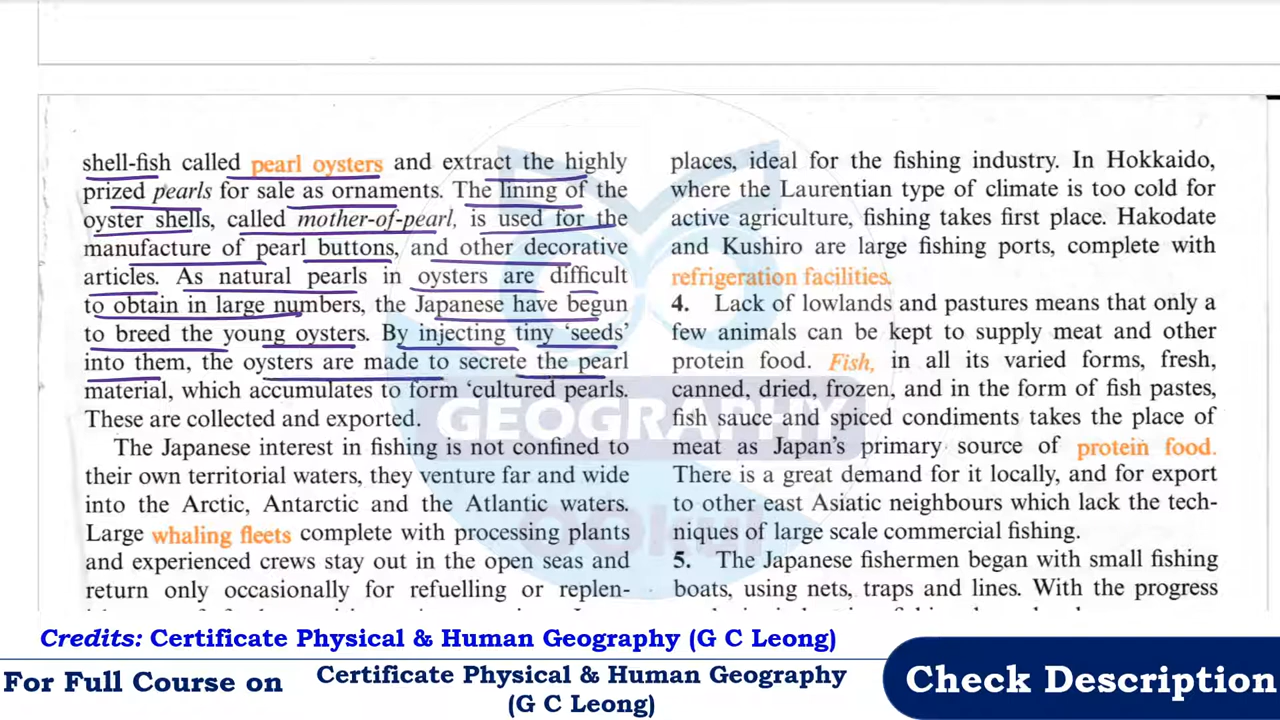 shell-fish called pearl oysters and extract the highly
prized pearls for sale as ornaments. The lining of the
oyster shells, called mother-of-pearl, is used for the
manufacture of pearl buttons, and other decorative
articles. As natural pearls in oysters are difficult
to obtain in large numbers, the Japanese have begun
to breed the young oysters. By injecting tiny ‘seeds’
into them, the oysters are made to secrete the pearl
material, which accumulates to form ‘cultured pearls.
These are collected and exported.
The Japanese interest in fishing is not confined to
their own territorial waters, they venture far and wide
into the Arctic, Antarctic and the Atlantic waters.
Large whaling fleets complete with processing plants
and experienced crews stay out in the open seas and
return only occasionally for refuelling or replen-
places, ideal for the fishing industry. In Hokkaido,
where the Laurentian type of climate is too cold for
active agriculture, fishing takes first place. Hakodate
and Kushiro are large fishing ports, complete with
refrigeration facilities.
4. Lack of lowlands and pastures means that only a
few animals can be kept to supply meat and other
protein food. Fish, in all its varied forms, fresh,
canned, dried, frozen, and in the form of fish pastes,
fish sauce and spiced condiments takes the place of
meat as Japan’s primary source of protein food.
There is a great demand for it locally, and for export
to other east Asiatic neighbours which lack the tech-
niques of large scale commercial fishing.
5. The Japanese fishermen began with small fishing
boats, using nets, traps and lines. With the progress
GEOGRAPHY
Credits: Certificate Physical & Human Geography (G C Leong)
For Full Course on
Certificate Physical & Human Geography
(G C Leong)
Check Description